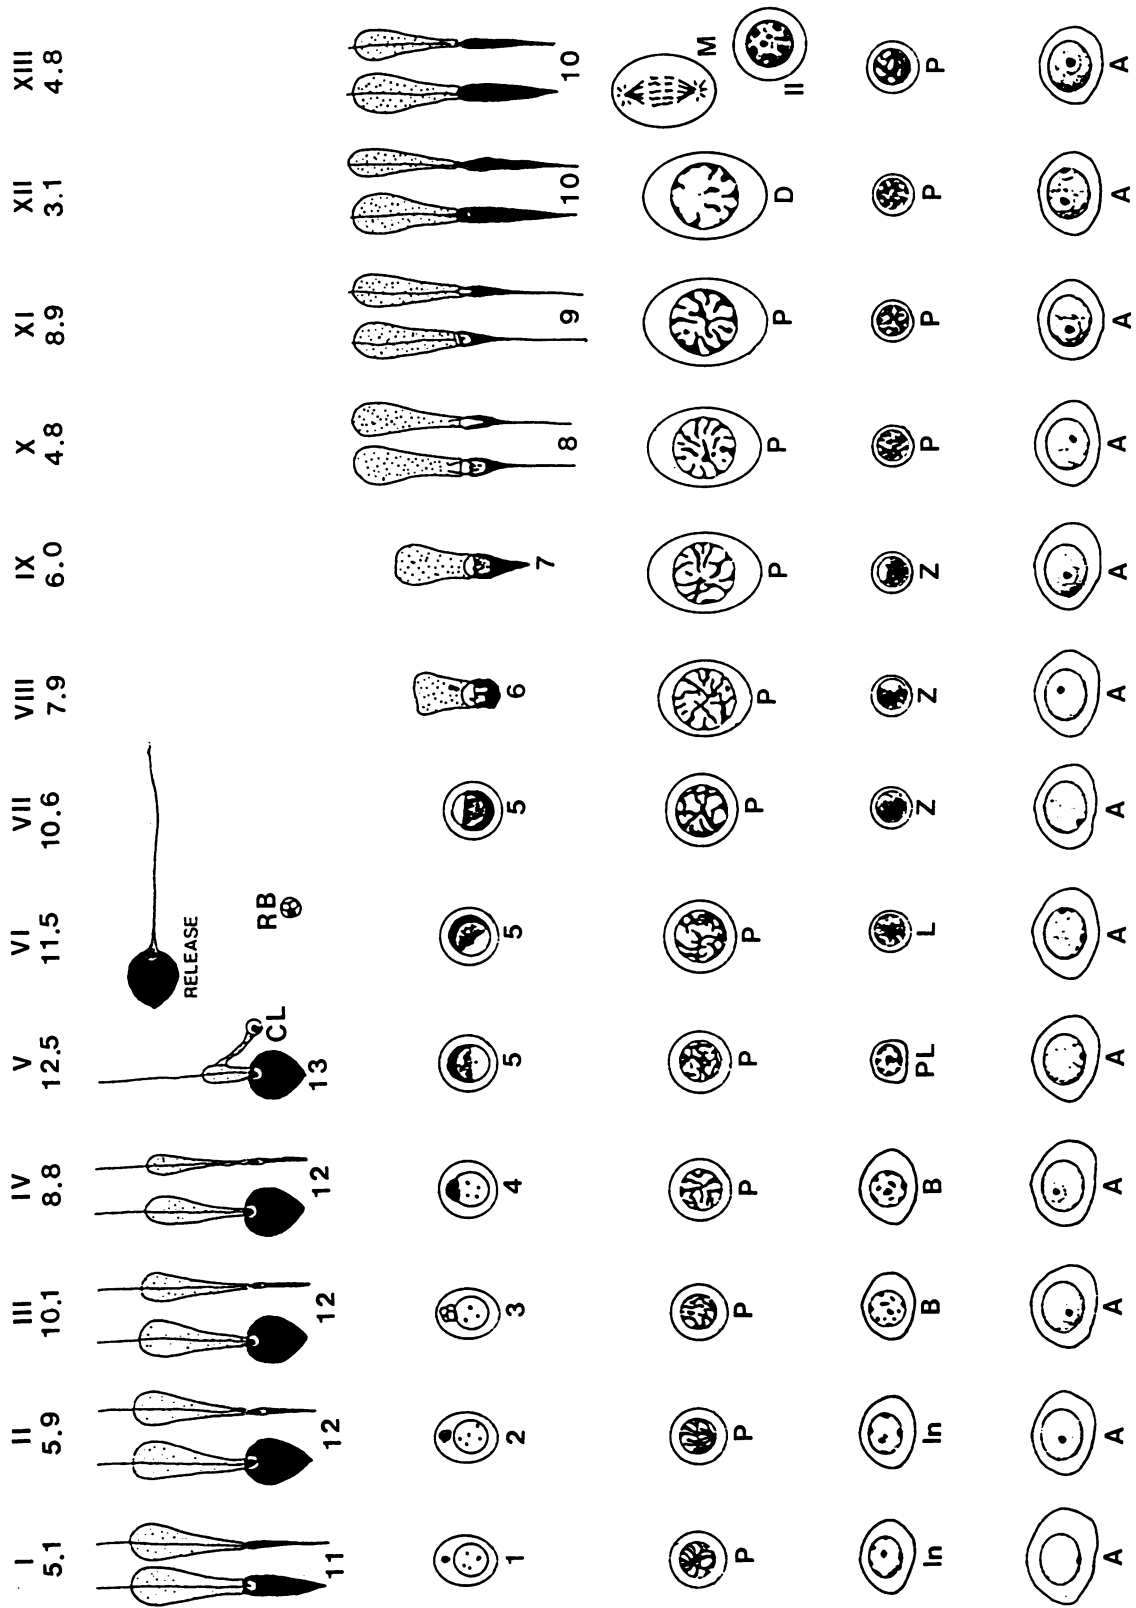 I II III IV V VI VII VIII IX X XI XII XIII
5.1 5.9 10.1 8.8 12.5 11.5 10.6 7.9 6.0 4.8 8.9 3.1 4.8
RELEASE
CL
RB
11 12 12 12 13
1 2 3 4 5 5 5 6 7 8 9 10 10
P P P P P P P P P P P D M
II
In In B B PL L Z Z Z P P P P
A A A A A A A A A A A A A